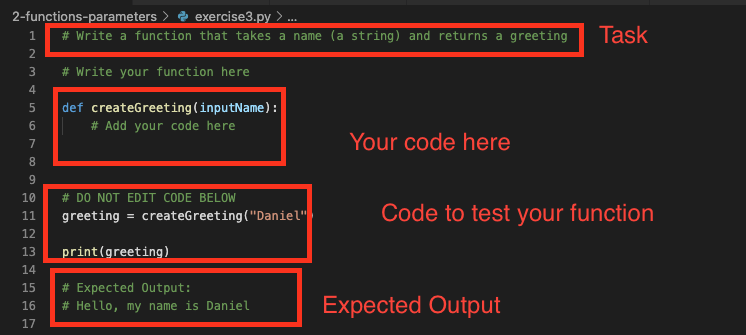 2-functions-parameters > exercise3.py > ...
1 # Write a function that takes a name (a string) and returns a greeting
Task
2
3 # Write your function here
4
5 def createGreeting(inputName):
6 # Add your code here
7
Your code here
8
9
10 # DO NOT EDIT CODE BELOW
11 greeting = createGreeting("Daniel")
Code to test your function
12
13 print(greeting)
14
15 # Expected Output:
16 # Hello, my name is Daniel
Expected Output
17